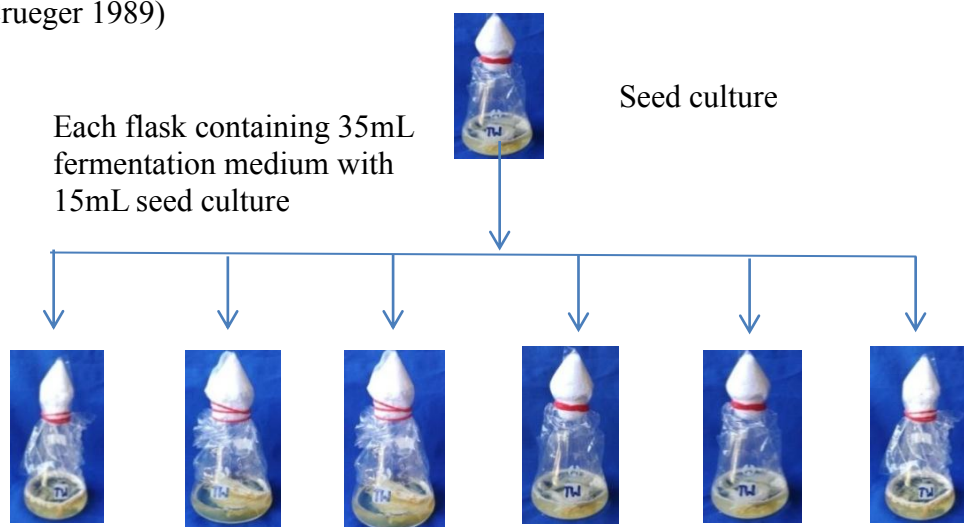 rueger 1989)
Seed culture
Each flask containing 35mL
fermentation medium with
15mL seed culture
TW
TW
TW
TW
TW
TW
TW